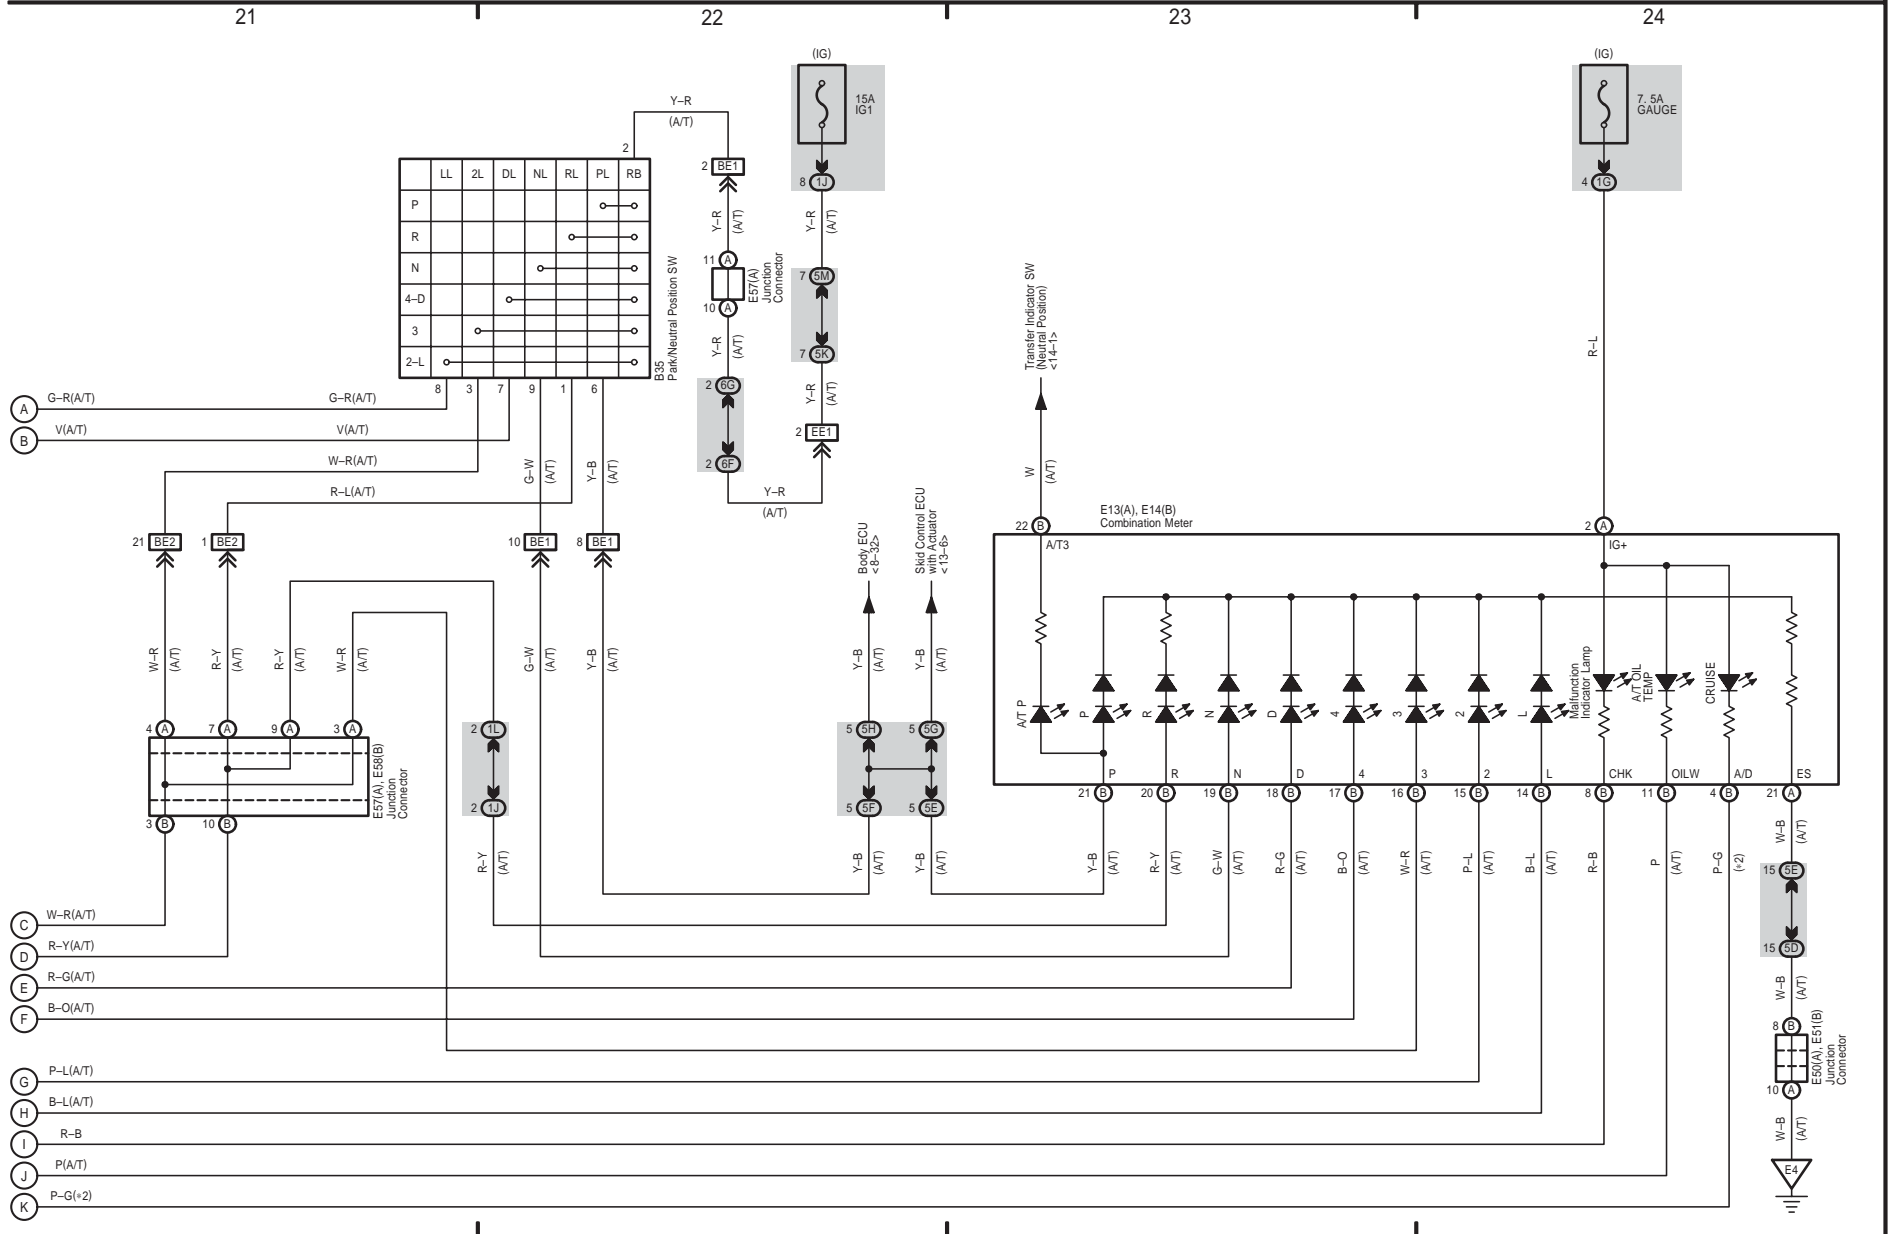 21
22
23
24
(IG)
15A
IG1
8
1J
(IG)
7. 5A
GAUGE
4
1G
Y–R
(A/T)
2
2
BE1
LL
2L
DL
NL
RL
PL
RB
P
R
N
4–D
3
2–L
B35
Park/Neutral Position SW
8
3
7
9
1
6
Y–R
(A/T)
11
A
10
A
E57(A)
Junction
Connector
Y–R
(A/T)
2
6G
2
6F
Y–R
(A/T)
Y–R
(A/T)
7
5M
7
5K
Y–R
(A/T)
2
EE1
A
G–R(A/T)
G–R(A/T)
B
V(A/T)
V(A/T)
W–R(A/T)
R–L(A/T)
G–W
(A/T)
Y–B
(A/T)
21
BE2
1
BE2
10
BE1
8
BE1
W–R
(A/T)
R–Y
(A/T)
R–Y
(A/T)
W–R
(A/T)
G–W
(A/T)
Y–B
(A/T)
4
A
7
A
9
A
3
A
3
B
10
B
E57(A), E58(B)
Junction
Connector
2
1L
2
1J
R–Y
(A/T)
Body ECU
<8–32>
Skid Control ECU
with Actuator
<13–6>
Y–B
(A/T)
Y–B
(A/T)
5
5H
5
5G
5
5F
5
5E
Y–B
(A/T)
Y–B
(A/T)
Transfer Indicator SW
(Neutral Position)
<14–1>
W
(A/T)
R–L
E13(A), E14(B)
Combination Meter
22
B
A/T3
2
A
IG+
A/T P
P
R
N
D
4
3
2
L
Malfunction
Indicator Lamp
A/T OIL
TEMP
CRUISE
P
R
N
D
4
3
2
L
CHK
OILW
A/D
ES
21
B
20
B
19
B
18
B
17
B
16
B
15
B
14
B
8
B
11
B
4
B
21
A
Y–B
(A/T)
R–Y
(A/T)
G–W
(A/T)
R–G
(A/T)
B–O
(A/T)
W–R
(A/T)
P–L
(A/T)
B–L
(A/T)
R–B
P
(A/T)
P–G
(*2)
W–B
(A/T)
15
5E
15
5D
W–B
(A/T)
8
B
10
A
E50(A), E51(B)
Junction
Connector
W–B
(A/T)
E4
C
W–R(A/T)
D
R–Y(A/T)
E
R–G(A/T)
F
B–O(A/T)
G
P–L(A/T)
H
B–L(A/T)
I
R–B
J
P(A/T)
K
P–G(*2)